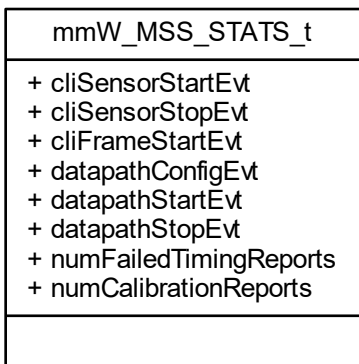 mmW_MSS_STATS_t
+ cliSensorStartEvt
+ cliSensorStopEvt
+ cliFrameStartEvt
+ datapathConfigEvt
+ datapathStartEvt
+ datapathStopEvt
+ numFailedTimingReports
+ numCalibrationReports